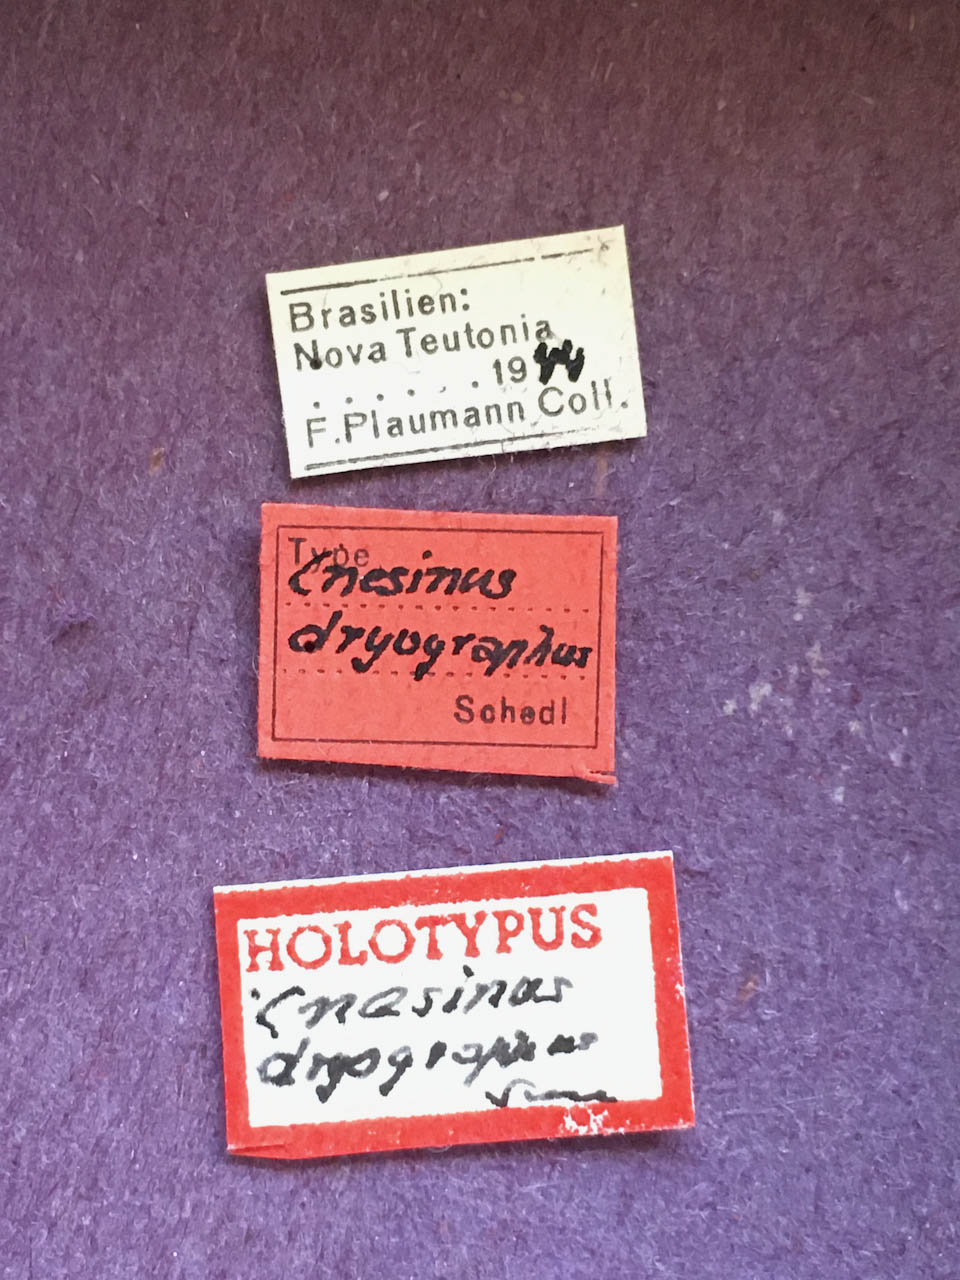 Brasilien:
Nova Teutonia
. . . . . . . 1944
F.Plaumann Coll.
Type
Cnesinus
dryographus
Schedl
HOLOTYPUS
Cnesinus
dryographus